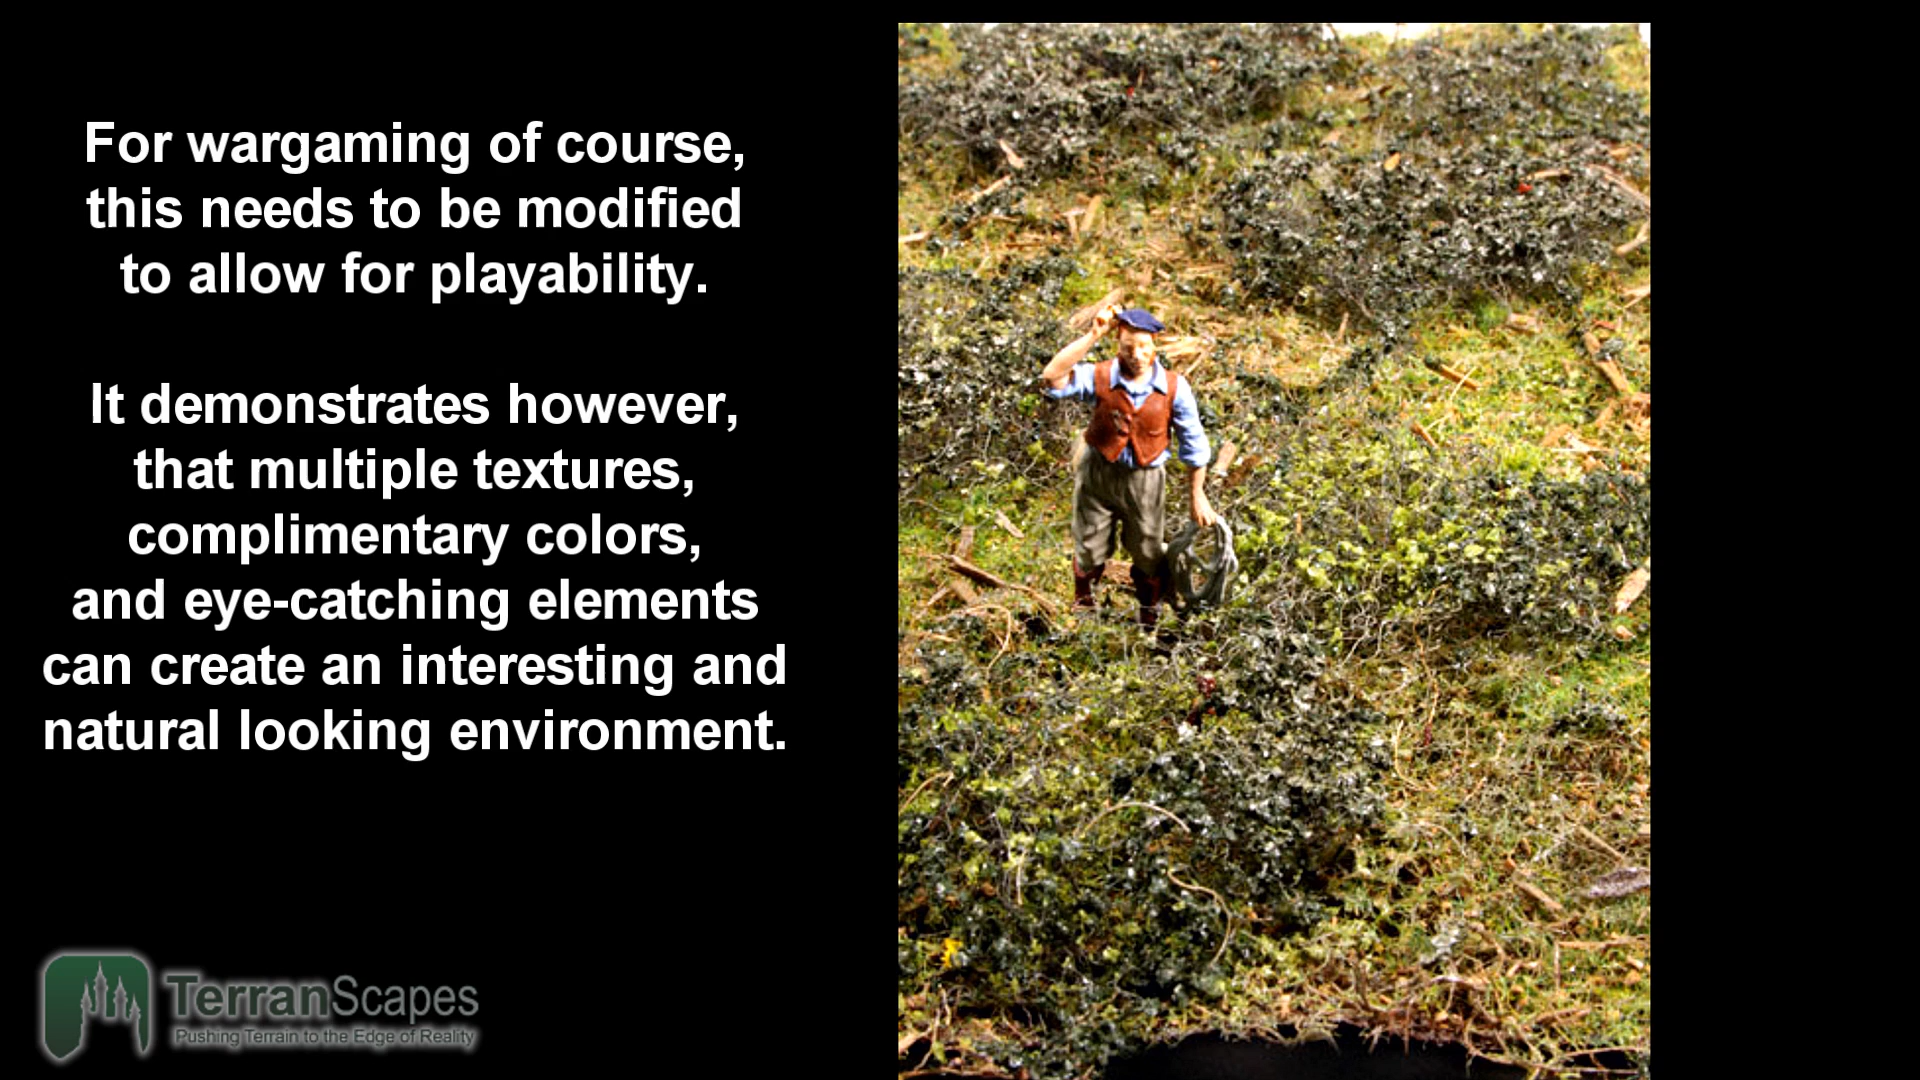 For wargaming of course,
this needs to be modified
to allow for playability.
It demonstrates however,
that multiple textures,
complimentary colors,
and eye-catching elements
can create an interesting and
natural looking environment.
TerranScapes
Pushing Terrain to the Edge of Reality